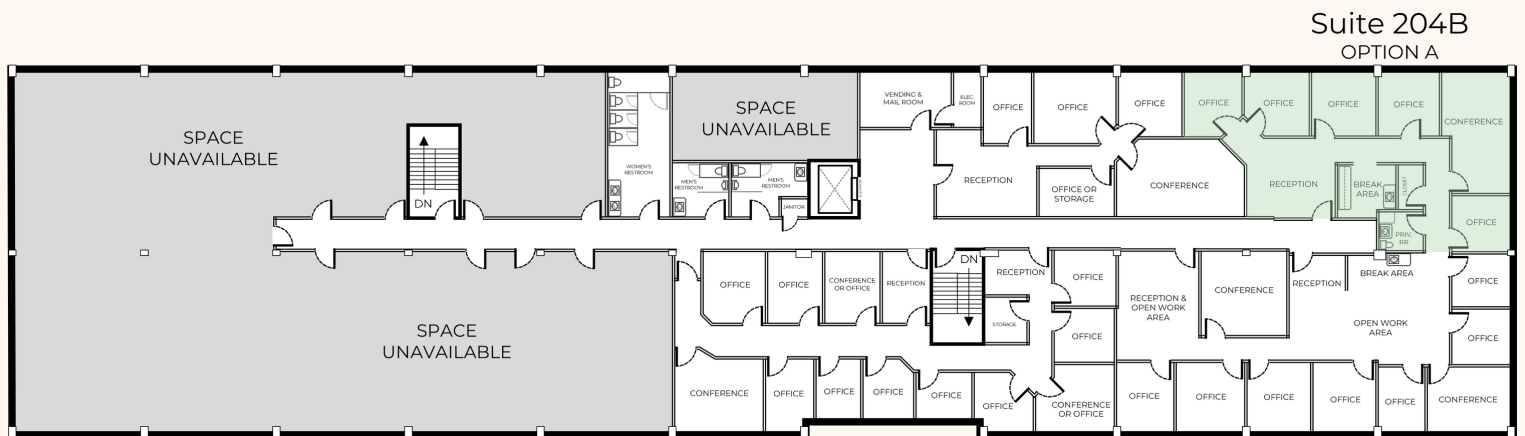 Suite 204B
OPTION A
SPACE
UNAVAILABLE
DN
WOMEN'S
RESTROOM
SPACE
UNAVAILABLE
MEN'S
RESTROOM
MEN'S
RESTROOM
JANITOR
VENDING &
MAIL ROOM
ELEC.
ROOM
OFFICE
OFFICE
OFFICE
RECEPTION
OFFICE OR
STORAGE
CONFERENCE
OFFICE
OFFICE
OFFICE
OFFICE
CONFERENCE
RECEPTION
BREAK
AREA
CLOSET
PRIV.
RR
OFFICE
SPACE
UNAVAILABLE
OFFICE
OFFICE
CONFERENCE
OR OFFICE
RECEPTION
DN
RECEPTION
STORAGE
OFFICE
OFFICE
CONFERENCE
OFFICE
OFFICE
OFFICE
OFFICE
OFFICE
CONFERENCE
OR OFFICE
RECEPTION &
OPEN WORK
AREA
CONFERENCE
RECEPTION
BREAK AREA
OPEN WORK
AREA
OFFICE
OFFICE
OFFICE
OFFICE
OFFICE
OFFICE
OFFICE
CONFERENCE